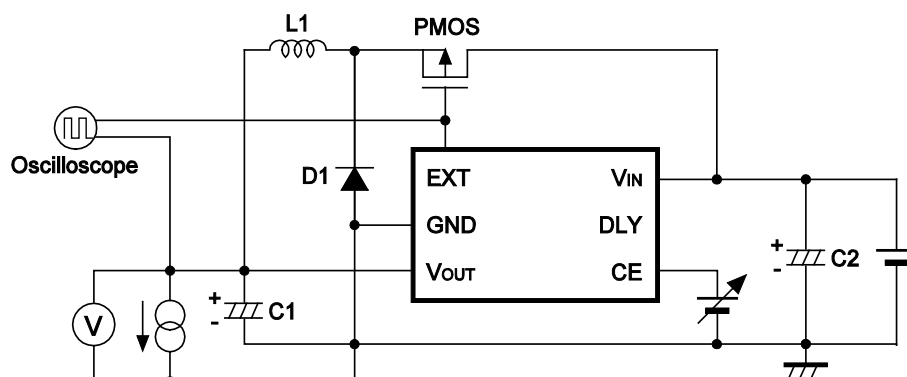 L1
PMOS
Oscilloscope
D1
EXT
VIN
GND
DLY
VOUT
CE
+
-
C2
+
-
C1
V